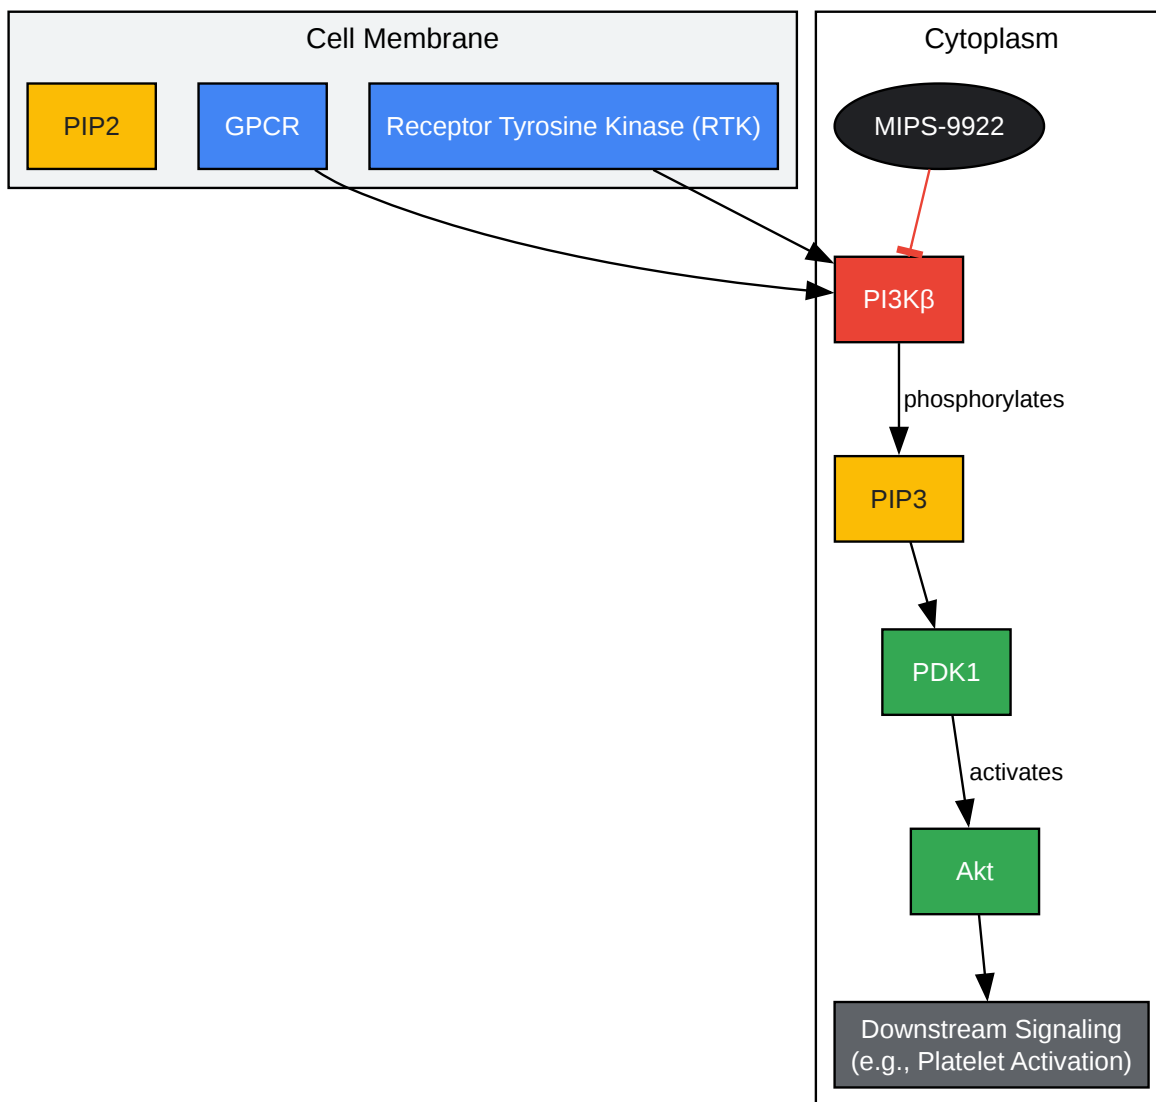 Cell Membrane
Cytoplasm
PIP2
GPCR
Receptor Tyrosine Kinase (RTK)
MIPS-9922
PI3Kβ
phosphorylates
PIP3
PDK1
activates
Akt
Downstream Signaling
(e.g., Platelet Activation)